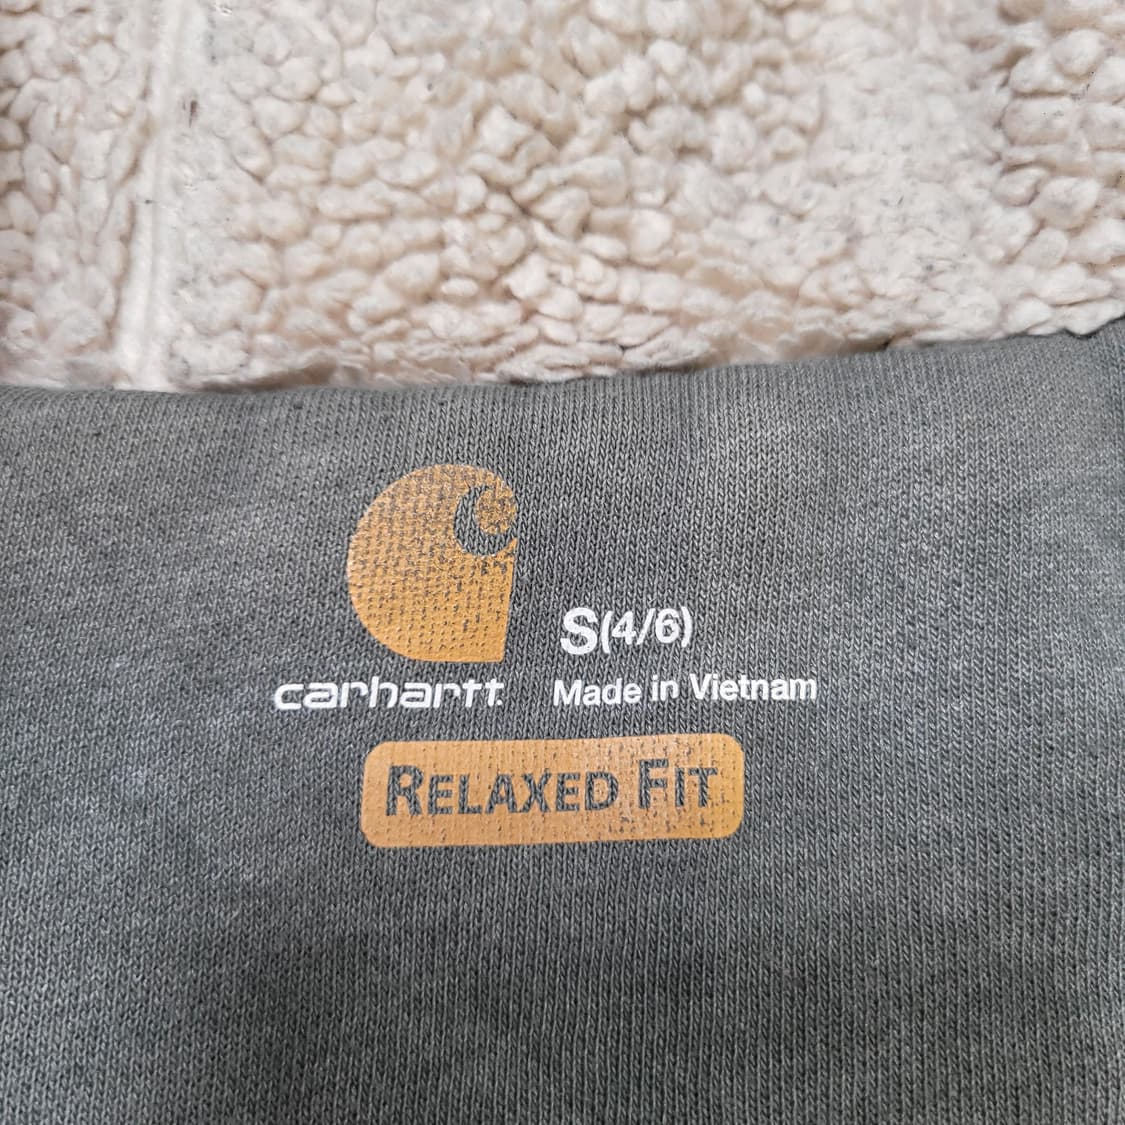 S(4/6)
carhartt Made in Vietnam
RELAXED FIT